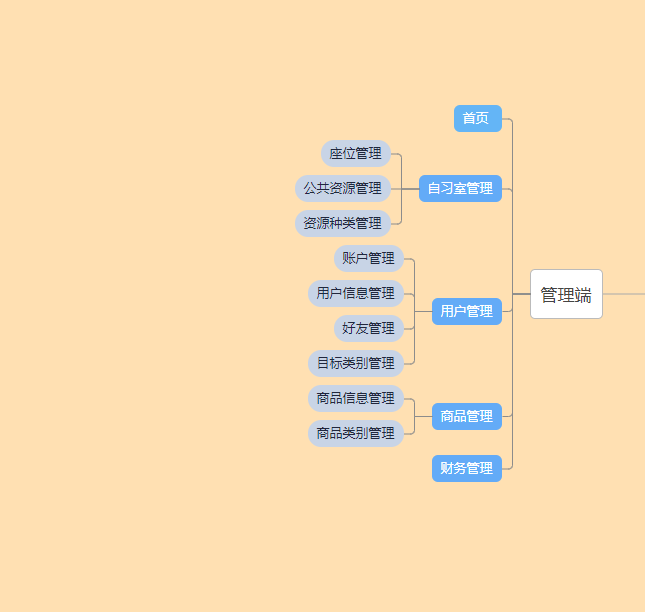 首页
座位管理
公共资源管理
自习室管理
资源种类管理
账户管理
用户信息管理
管理端
用户管理
好友管理
目标类别管理
商品信息管理
商品管理
商品类别管理
财务管理